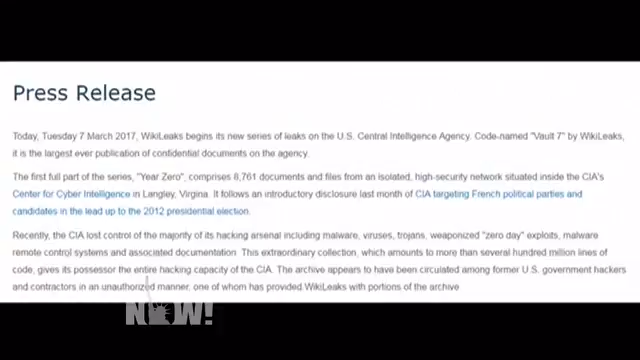 Press Release
Today, Tuesday 7 March 2017, WikiLeaks begins its new series of leaks on the U.S. Central Intelligence Agency. Code-named "Vault 7" by WikiLeaks,
it is the largest ever publication of confidential documents on the agency.
The first full part of the series, "Year Zero", comprises 8,761 documents and files from an isolated, high-security network situated inside the CIA's
Center for Cyber Intelligence in Langley, Virgina. It follows an introductory disclosure last month of CIA targeting French political parties and
candidates in the lead up to the 2012 presidential election.
Recently, the CIA lost control of the majority of its hacking arsenal including malware, viruses, trojans, weaponized "zero day" exploits, malware
remote control systems and associated documentation. This extraordinary collection, which amounts to more than several hundred million lines of
code, gives its possessor the entire hacking capacity of the CIA. The archive appears to have been circulated among former U.S. government hackers
and contractors in an unauthorized manner, one of whom has provided WikiLeaks with portions of the archive
NOW!